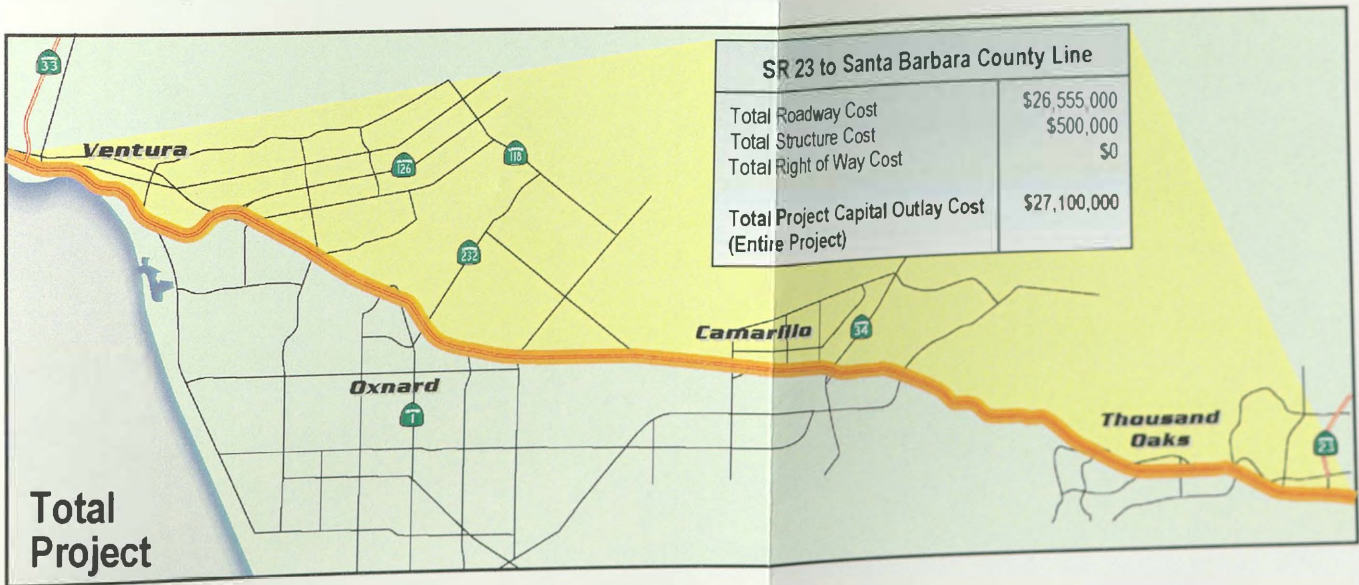 33
Ventura
126
118
232
SR 23 to Santa Barbara County Line
Total Roadway Cost $26,555,000
Total Structure Cost $500,000
Total Right of Way Cost $0
Total Project Capital Outlay Cost $27,100,000
(Entire Project)
Camarillo
34
Oxnard
1
Thousand
Oaks
23
Total
Project